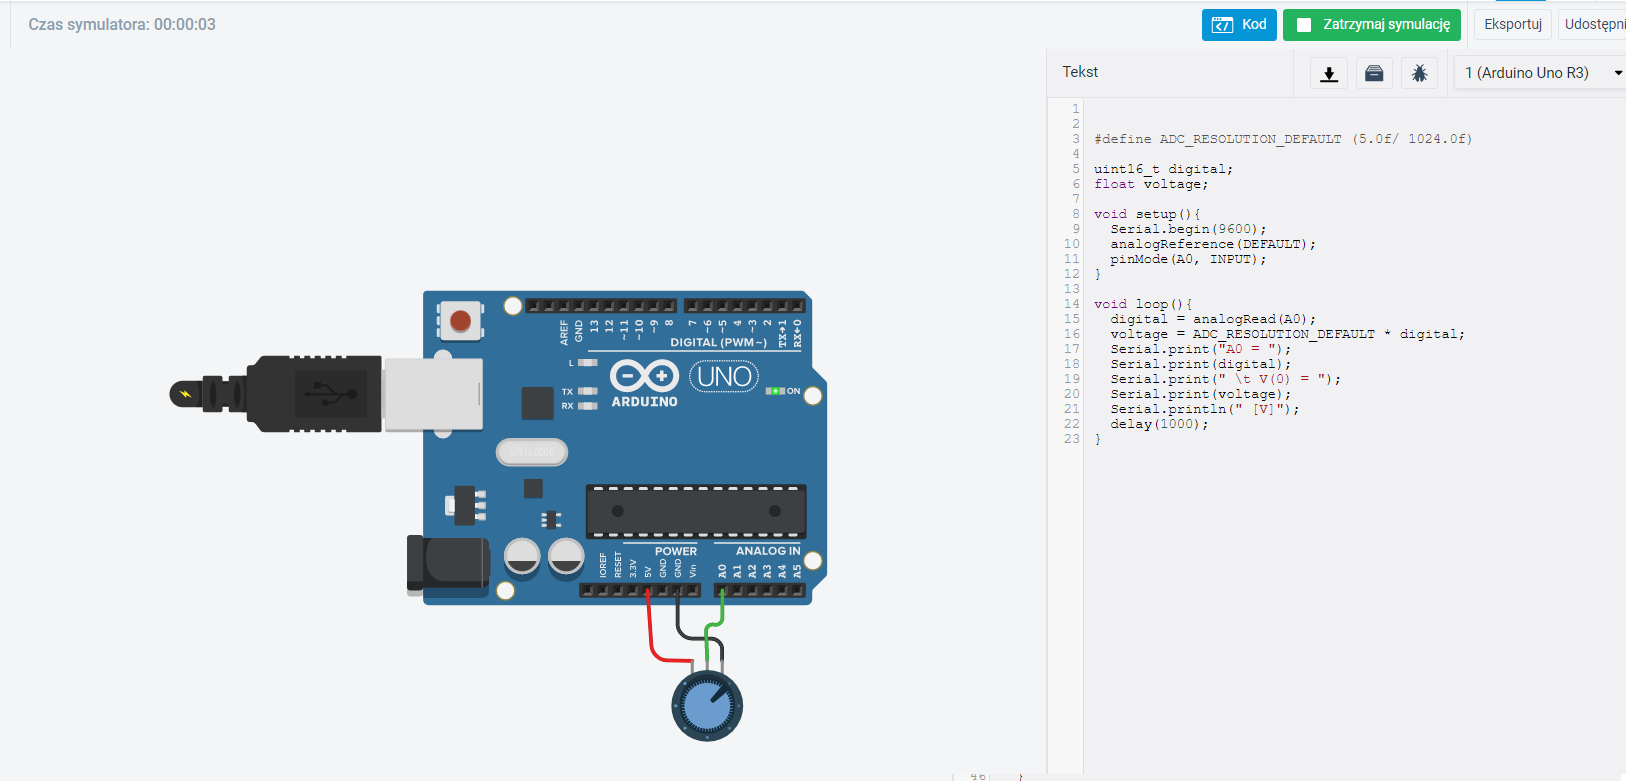 Czas symulatora: 00:00:03
Kod
Zatrzymaj symulację
Eksportuj
Udostępni
Tekst
1 (Arduino Uno R3)
1
2
3 #define ADC_RESOLUTION_DEFAULT (5.0f/ 1024.0f)
4
5 uint16_t digital;
6 float voltage;
7
8 void setup(){
9 Serial.begin(9600);
10 analogReference(DEFAULT);
11 pinMode(A0, INPUT);
12 }
13
14 void loop(){
15 digital = analogRead(A0);
16 voltage = ADC_RESOLUTION_DEFAULT * digital;
17 Serial.print("A0 = ");
18 Serial.print(digital);
19 Serial.print(" \t V(0) = ");
20 Serial.print(voltage);
21 Serial.println(" [V]");
22 delay(1000);
23 }
AREF
GND
13
12
~11
~10
~9
8
7
~6
~5
4
~3
2
TX→1
RX←0
DIGITAL (PWM~)
L
TX
RX
ARDUINO
UNO
ON
POWER
ANALOG IN
IOREF
RESET
3.3V
5V
GND
GND
Vin
A0
A1
A2
A3
A4
A5